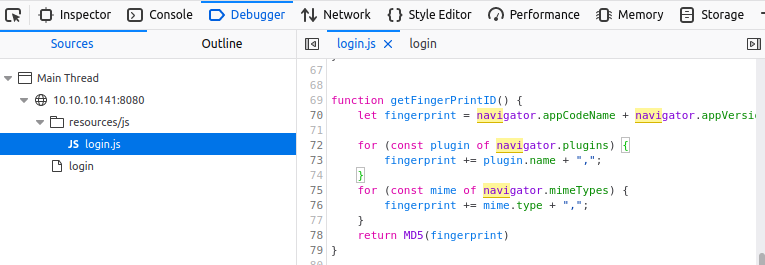 Inspector Console Debugger Network Style Editor Performance Memory Storage
Sources Outline login.js login
Main Thread
10.10.10.141:8080
resources/js
JS login.js
login
67
68
69 function getFingerPrintID() {
70 let fingerprint = navigator.appCodeName + navigator.appVersio
71
72 for (const plugin of navigator.plugins) {
73 fingerprint += plugin.name + ",";
74 }
75 for (const mime of navigator.mimeTypes) {
76 fingerprint += mime.type + ",";
77 }
78 return MD5(fingerprint)
79 }
80